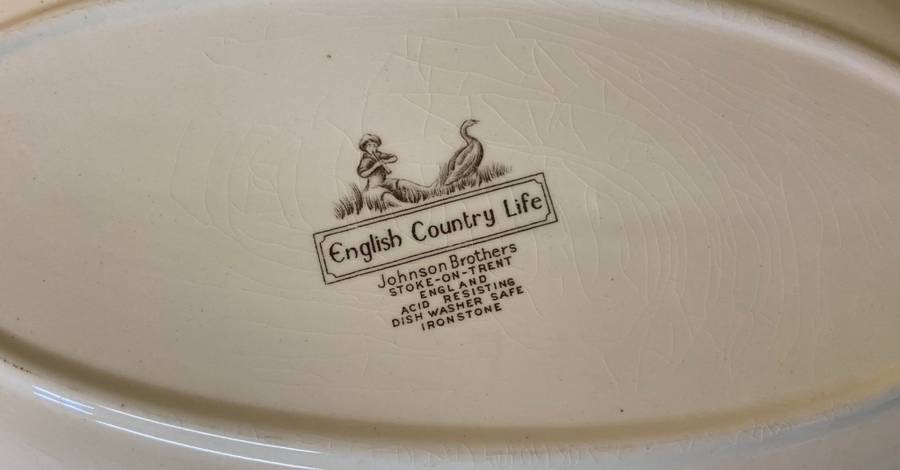 English Country Life
Johnson Brothers
STOKE-ON-TRENT
ENGLAND
ACID RESISTING
DISH WASHER SAFE
IRONSTONE